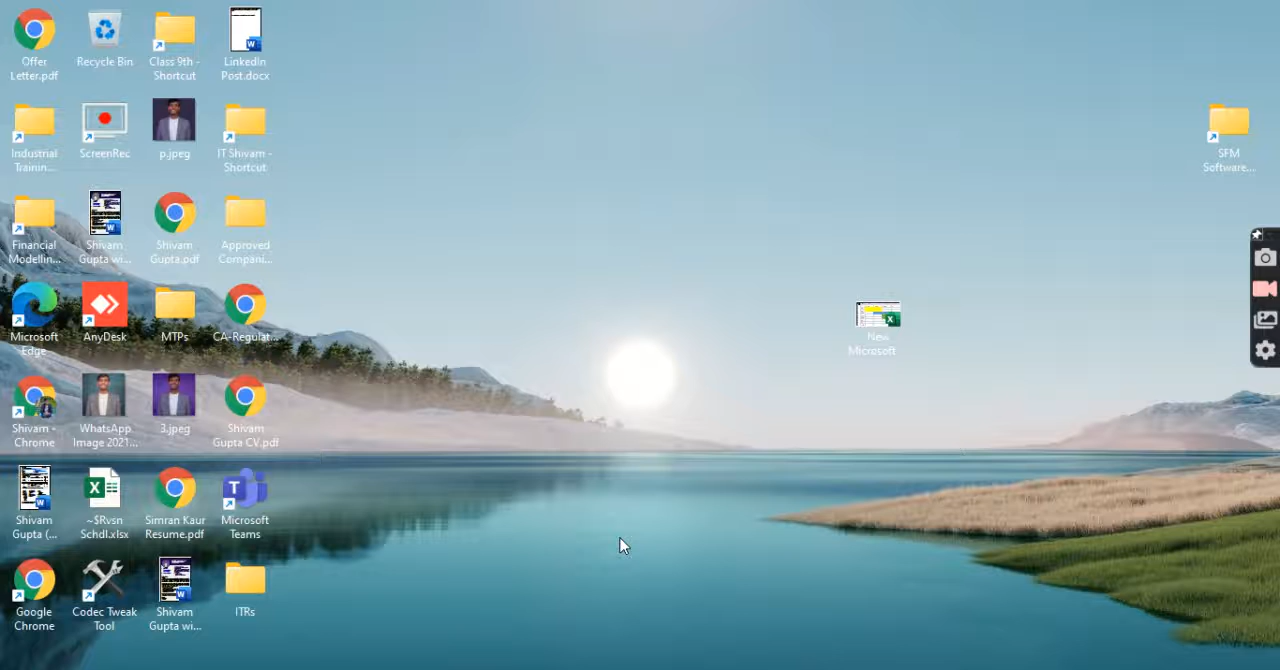 Offer
Letter.pdf
Recycle Bin
Class 9th -
Shortcut
LinkedIn
Post.docx
Industrial
Trainin...
ScreenRec
p.jpeg
IT Shivam -
Shortcut
SFM
Software...
Financial
Modellin...
Shivam
Gupta wi...
Shivam
Gupta.pdf
Approved
Compani...
Microsoft
Edge
AnyDesk
MTPs
CA-Regulat...
New
Microsoft
Shivam -
Chrome
WhatsApp
Image 2021...
3.jpeg
Shivam
Gupta CV.pdf
Shivam
Gupta (...
~$Rvsn
Schdl.xlsx
Simran Kaur
Resume.pdf
Microsoft
Teams
Google
Chrome
Codec Tweak
Tool
Shivam
Gupta wi...
ITRs